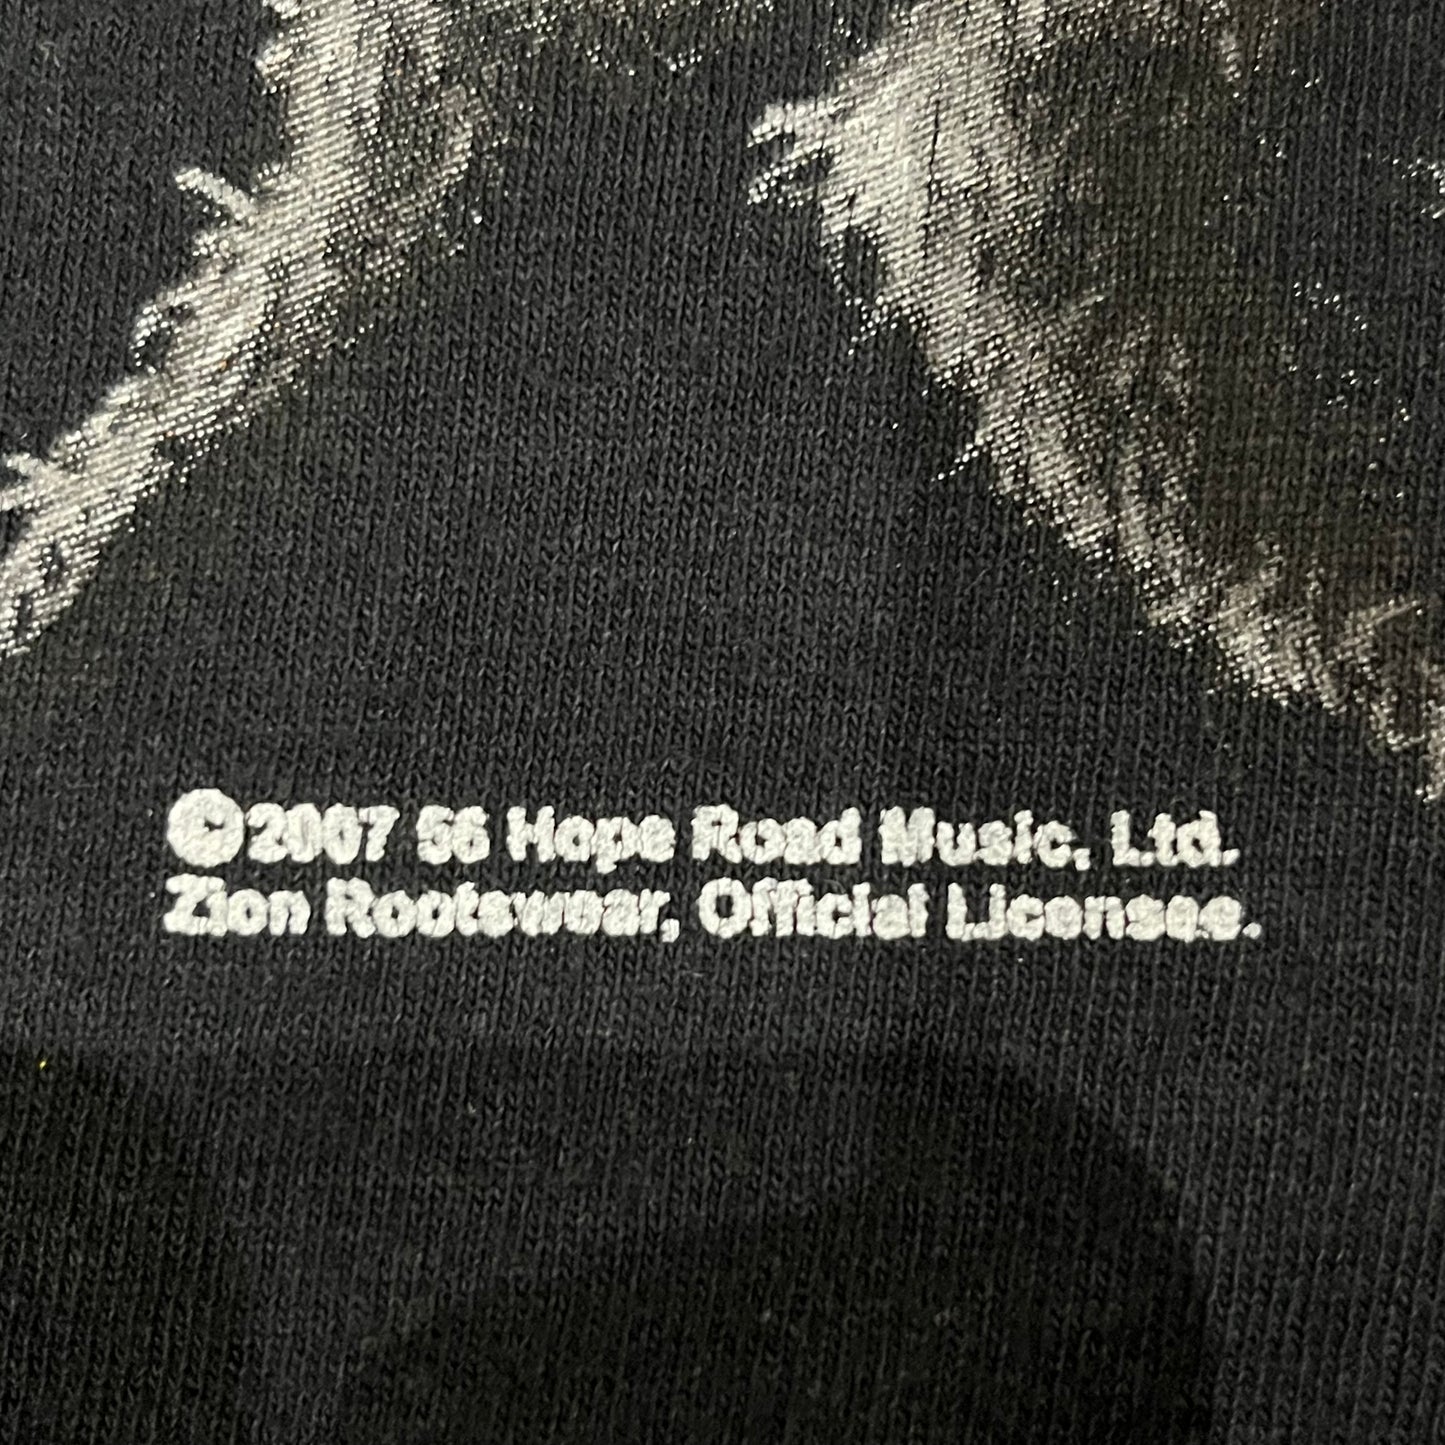 ©2007 56 Hope Road Music, Ltd.
Zion Rootswear, Official Licensee.